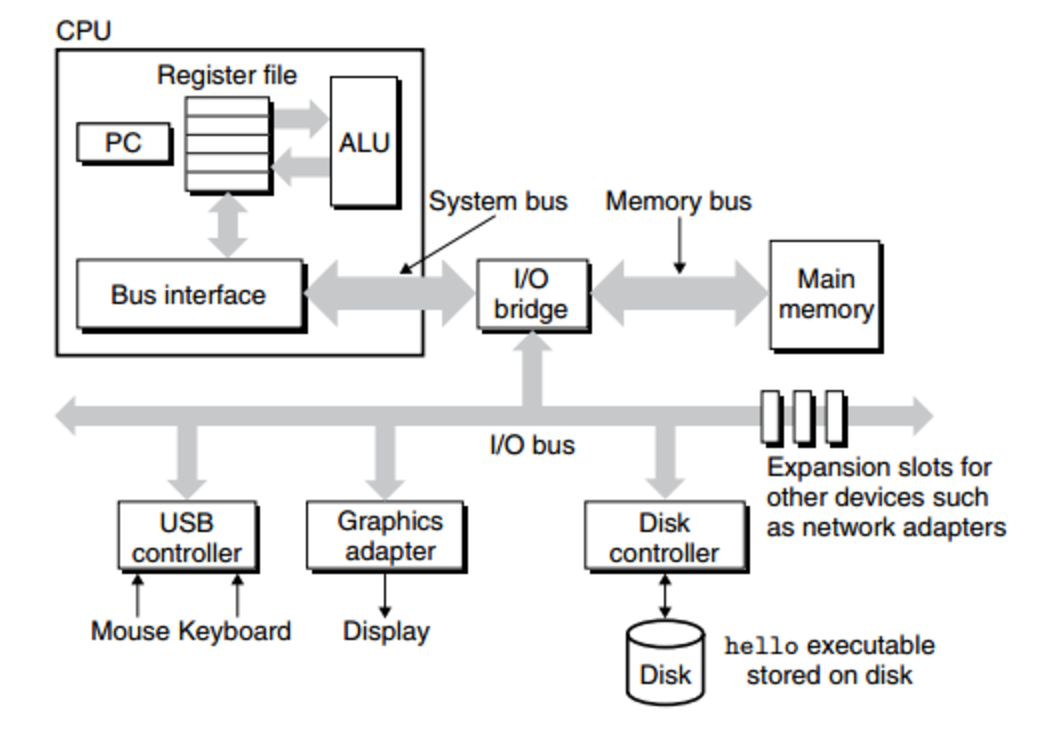 CPU
Register file
PC
ALU
System bus
Memory bus
Bus interface
I/O
bridge
Main
memory
I/O bus
Expansion slots for
other devices such
as network adapters
USB
controller
Graphics
adapter
Disk
controller
Mouse Keyboard
Display
Disk
hello executable
stored on disk